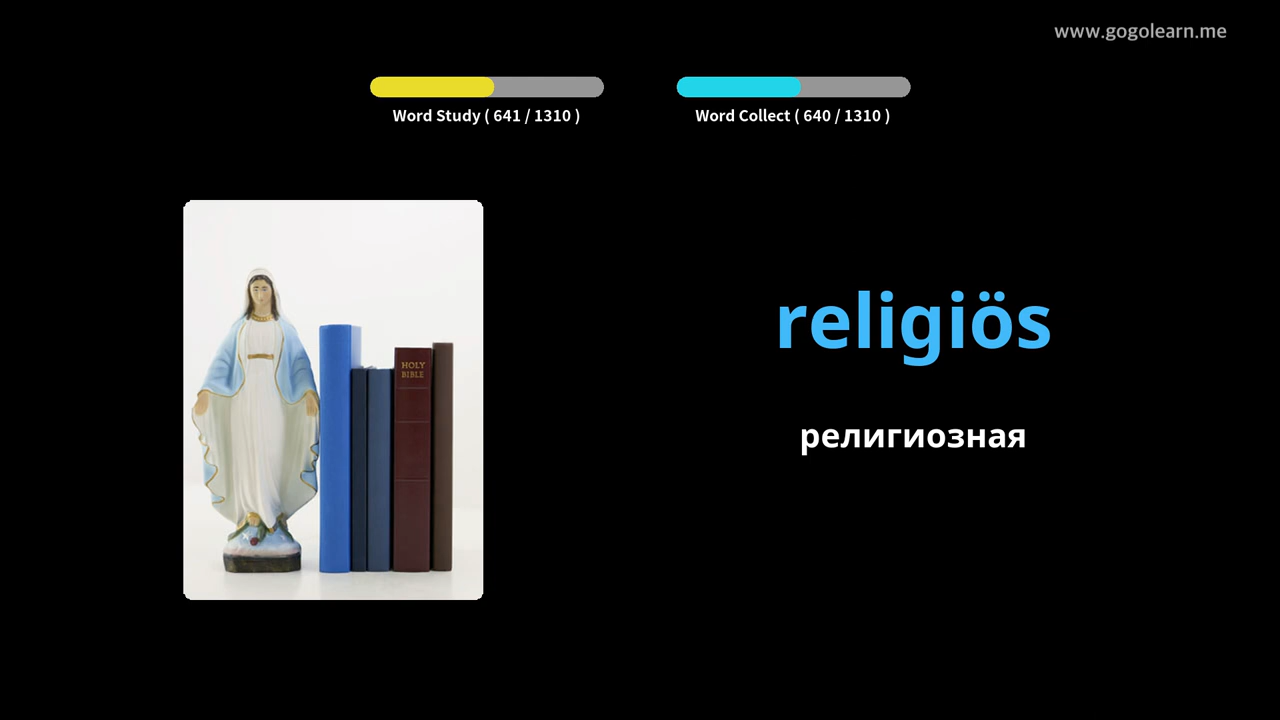 www.gogolearn.me
Word Study ( 641 / 1310 )
Word Collect ( 640 / 1310 )
HOLY
BIBLE
religiös
религиозная